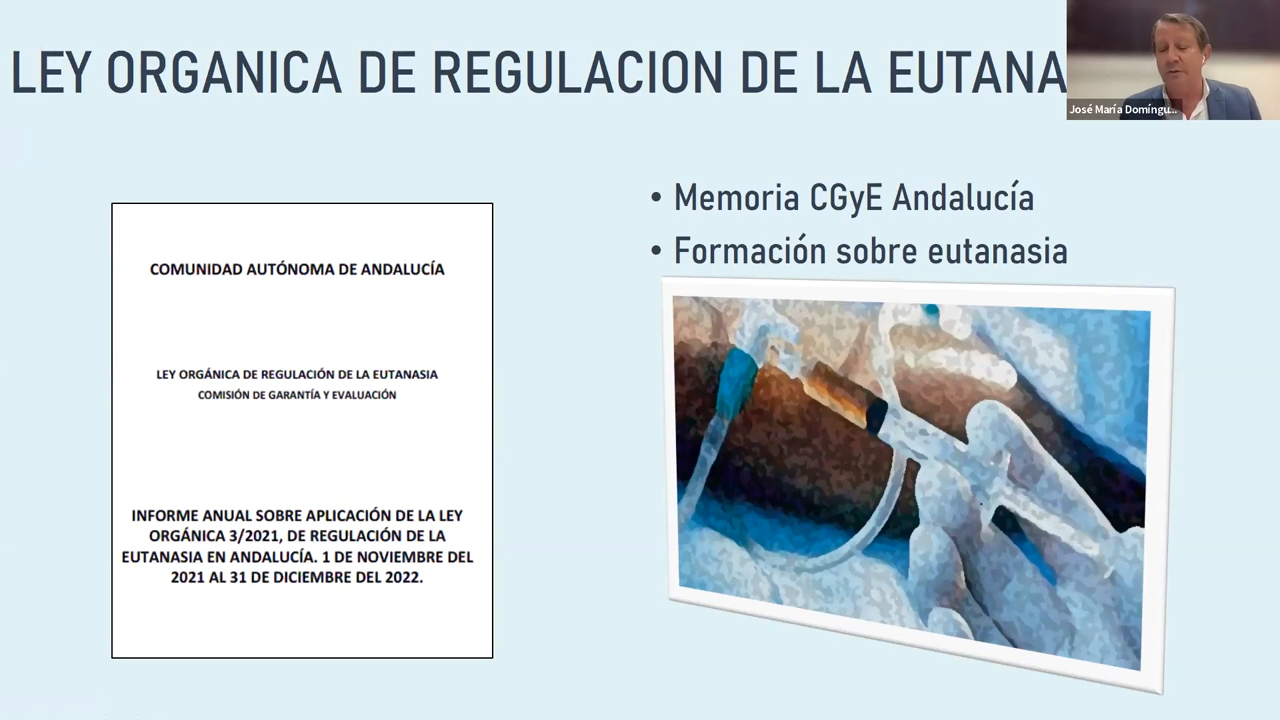 LEY ORGANICA DE REGULACION DE LA EUTANA
José María Domíngu...
• Memoria CGyE Andalucía
• Formación sobre eutanasia
COMUNIDAD AUTÓNOMA DE ANDALUCÍA
LEY ORGÁNICA DE REGULACIÓN DE LA EUTANASIA
COMISIÓN DE GARANTÍA Y EVALUACIÓN
INFORME ANUAL SOBRE APLICACIÓN DE LA LEY
ORGÁNICA 3/2021, DE REGULACIÓN DE LA
EUTANASIA EN ANDALUCÍA. 1 DE NOVIEMBRE DEL
2021 AL 31 DE DICIEMBRE DEL 2022.